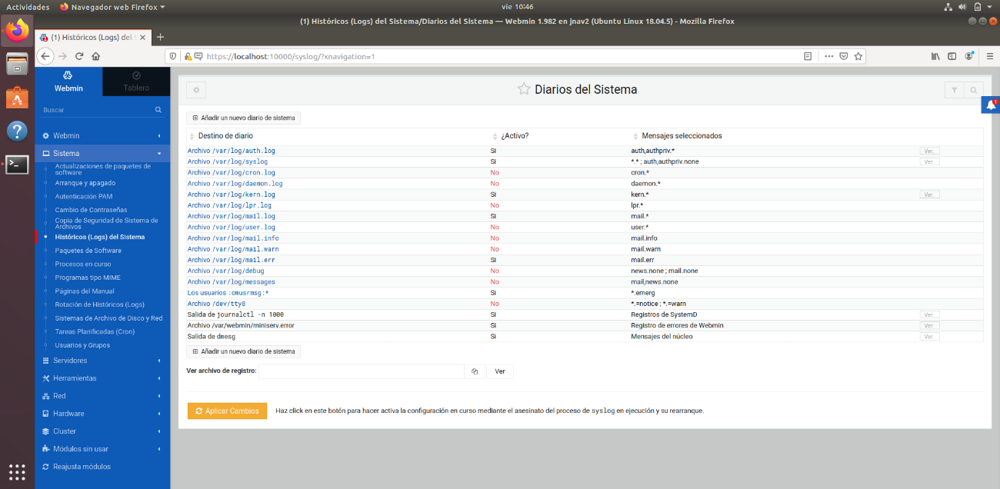 Actividades Navegador web Firefox vie 10:46
(1) Históricos (Logs) del Sistema/Diarios del Sistema — Webmin 1.982 en jnav2 (Ubuntu Linux 18.04.5) - Mozilla Firefox
(1) Históricos (Logs) del S
https://localhost:10000/syslog/?xnavigation=1
Webmin
Tablero
Buscar
Webmin
Sistema
Actualizaciones de paquetes de
software
Arranque y apagado
Autenticación PAM
Cambio de Contraseñas
Copia de Seguridad de Sistema de
Archivos
Históricos (Logs) del Sistema
Paquetes de Software
Procesos en curso
Programas tipo MIME
Páginas del Manual
Rotación de Históricos (Logs)
Sistemas de Archivo de Disco y Red
Tareas Planificadas (Cron)
Usuarios y Grupos
Servidores
Herramientas
Red
Hardware
Cluster
Módulos sin usar
Reajusta módulos
Diarios del Sistema
1
Añadir un nuevo diario de sistema
Destino de diario ¿Activo? Mensajes seleccionados
Archivo /var/log/auth.log Si auth,authpriv.* Ver.
Archivo /var/log/syslog Si *.* ; auth,authpriv.none Ver.
Archivo /var/log/cron.log No cron.*
Archivo /var/log/daemon.log No daemon.*
Archivo /var/log/kern.log Si kern.* Ver.
Archivo /var/log/lpr.log No lpr.*
Archivo /var/log/mail.log Si mail.*
Archivo /var/log/user.log No user.*
Archivo /var/log/mail.info No mail.info
Archivo /var/log/mail.warn No mail.warn
Archivo /var/log/mail.err Si mail.err
Archivo /var/log/debug No news.none ; mail.none
Archivo /var/log/messages No mail,news.none
Los usuarios :omusrmsg:* Si *.emerg
Archivo /dev/tty8 No *.=notice ; *.=warn
Salida de journalctl -n 1000 Si Registros de SystemD Ver.
Archivo /var/webmin/miniserv.error Si Registro de errores de Webmin Ver.
Salida de dmesg Si Mensajes del núcleo Ver.
Añadir un nuevo diario de sistema
Ver archivo de registro: Ver
Aplicar Cambios Haz click en este botón para hacer activa la configuración en curso mediante el asesinato del proceso de syslog en ejecución y su rearranque.